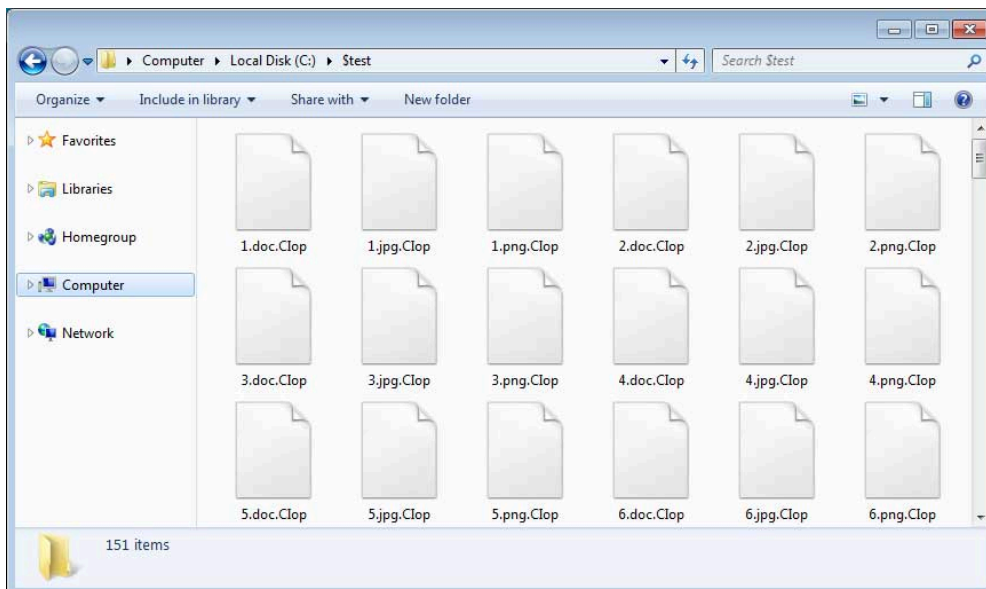 Computer ▸ Local Disk (C:) ▸ $test
Search $test
Organize Include in library Share with New folder
Favorites
Libraries
Homegroup
Computer
Network
1.doc.Clop 1.jpg.Clop 1.png.Clop 2.doc.Clop 2.jpg.Clop 2.png.Clop
3.doc.Clop 3.jpg.Clop 3.png.Clop 4.doc.Clop 4.jpg.Clop 4.png.Clop
5.doc.Clop 5.jpg.Clop 5.png.Clop 6.doc.Clop 6.jpg.Clop 6.png.Clop
151 items